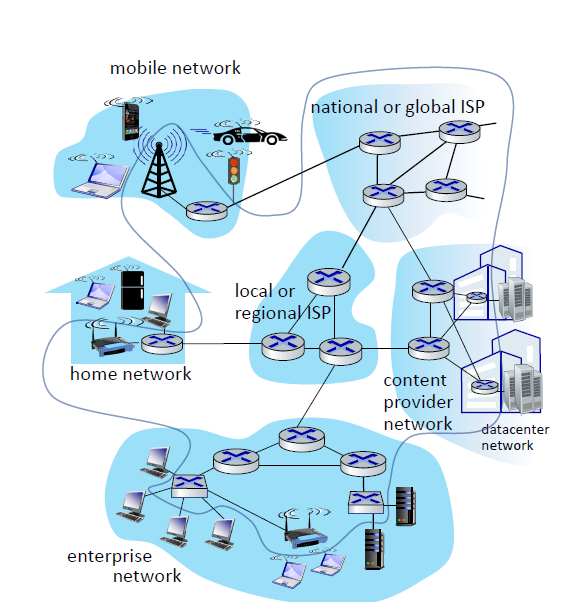 mobile network
national or global ISP
local or
regional ISP
home network
content
provider
network
datacenter
network
enterprise
network